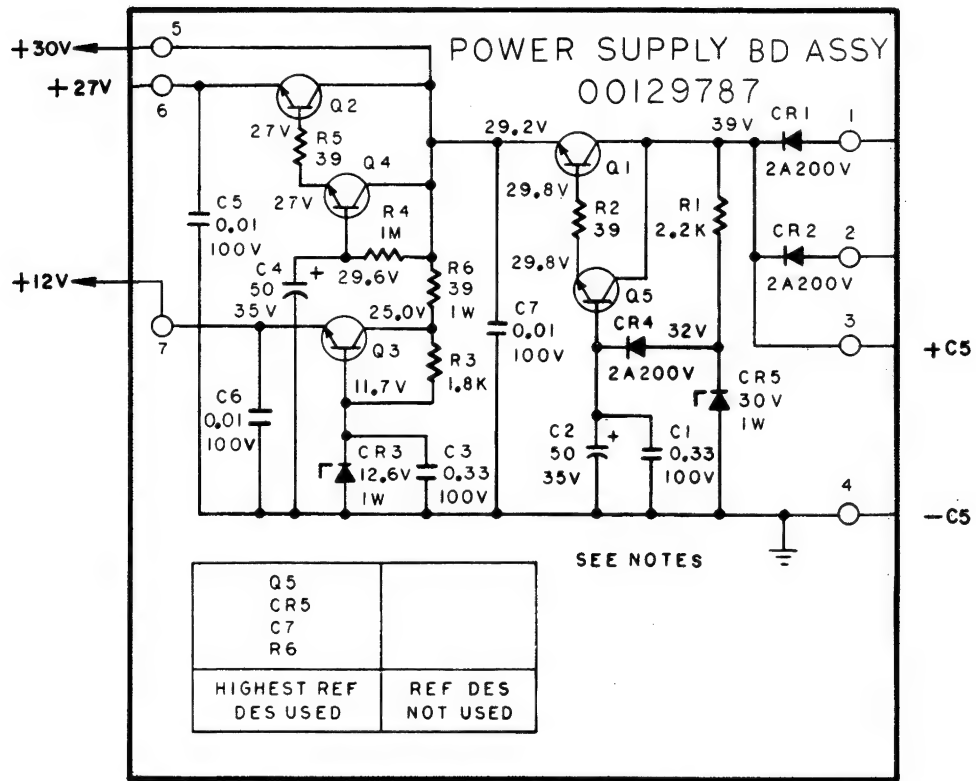 POWER SUPPLY BD ASSY
00129787
+30V
5
+27V
6
Q2
27V
R5
39
Q4
27V
R4
1M
29.6V
C5
0.01
100V
C4
50
35V
+
+12V
7
25.0V
R6
39
1W
Q3
11.7V
R3
1.8K
C6
0.01
100V
CR3
12.6V
1W
C3
0.33
100V
29.2V
Q1
29.8V
R2
39
29.8V
Q5
C7
0.01
100V
CR4
32V
2A200V
39V
R1
2.2K
CR1
1
2A200V
CR2
2
2A200V
3
+C5
CR5
30V
1W
C2
50
35V
+
C1
0.33
100V
4
-C5
SEE NOTES
Q5
CR5
C7
R6
HIGHEST REF
DES USED
REF DES
NOT USED